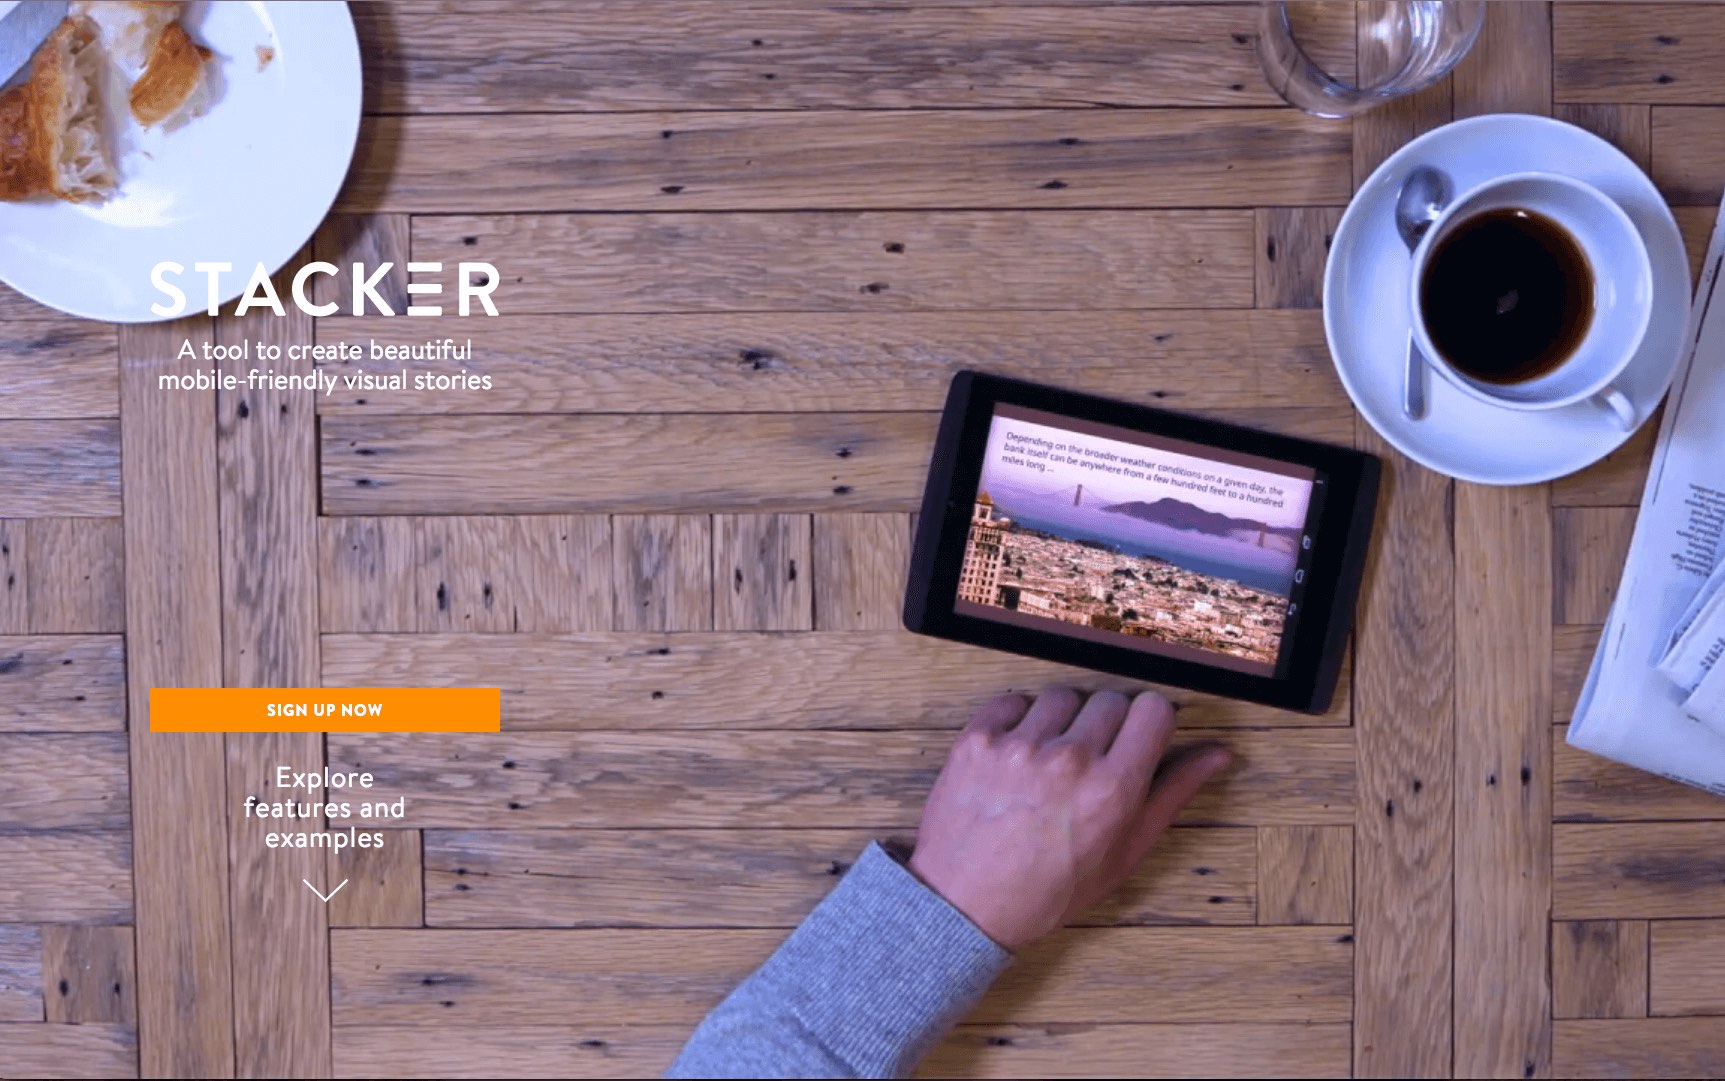 STACKER
A tool to create beautiful
mobile-friendly visual stories
Depending on the broader weather conditions on a given day, the
bank itself can be anywhere from a few hundred feet to a hundred
miles long ...
SIGN UP NOW
Explore
features and
examples